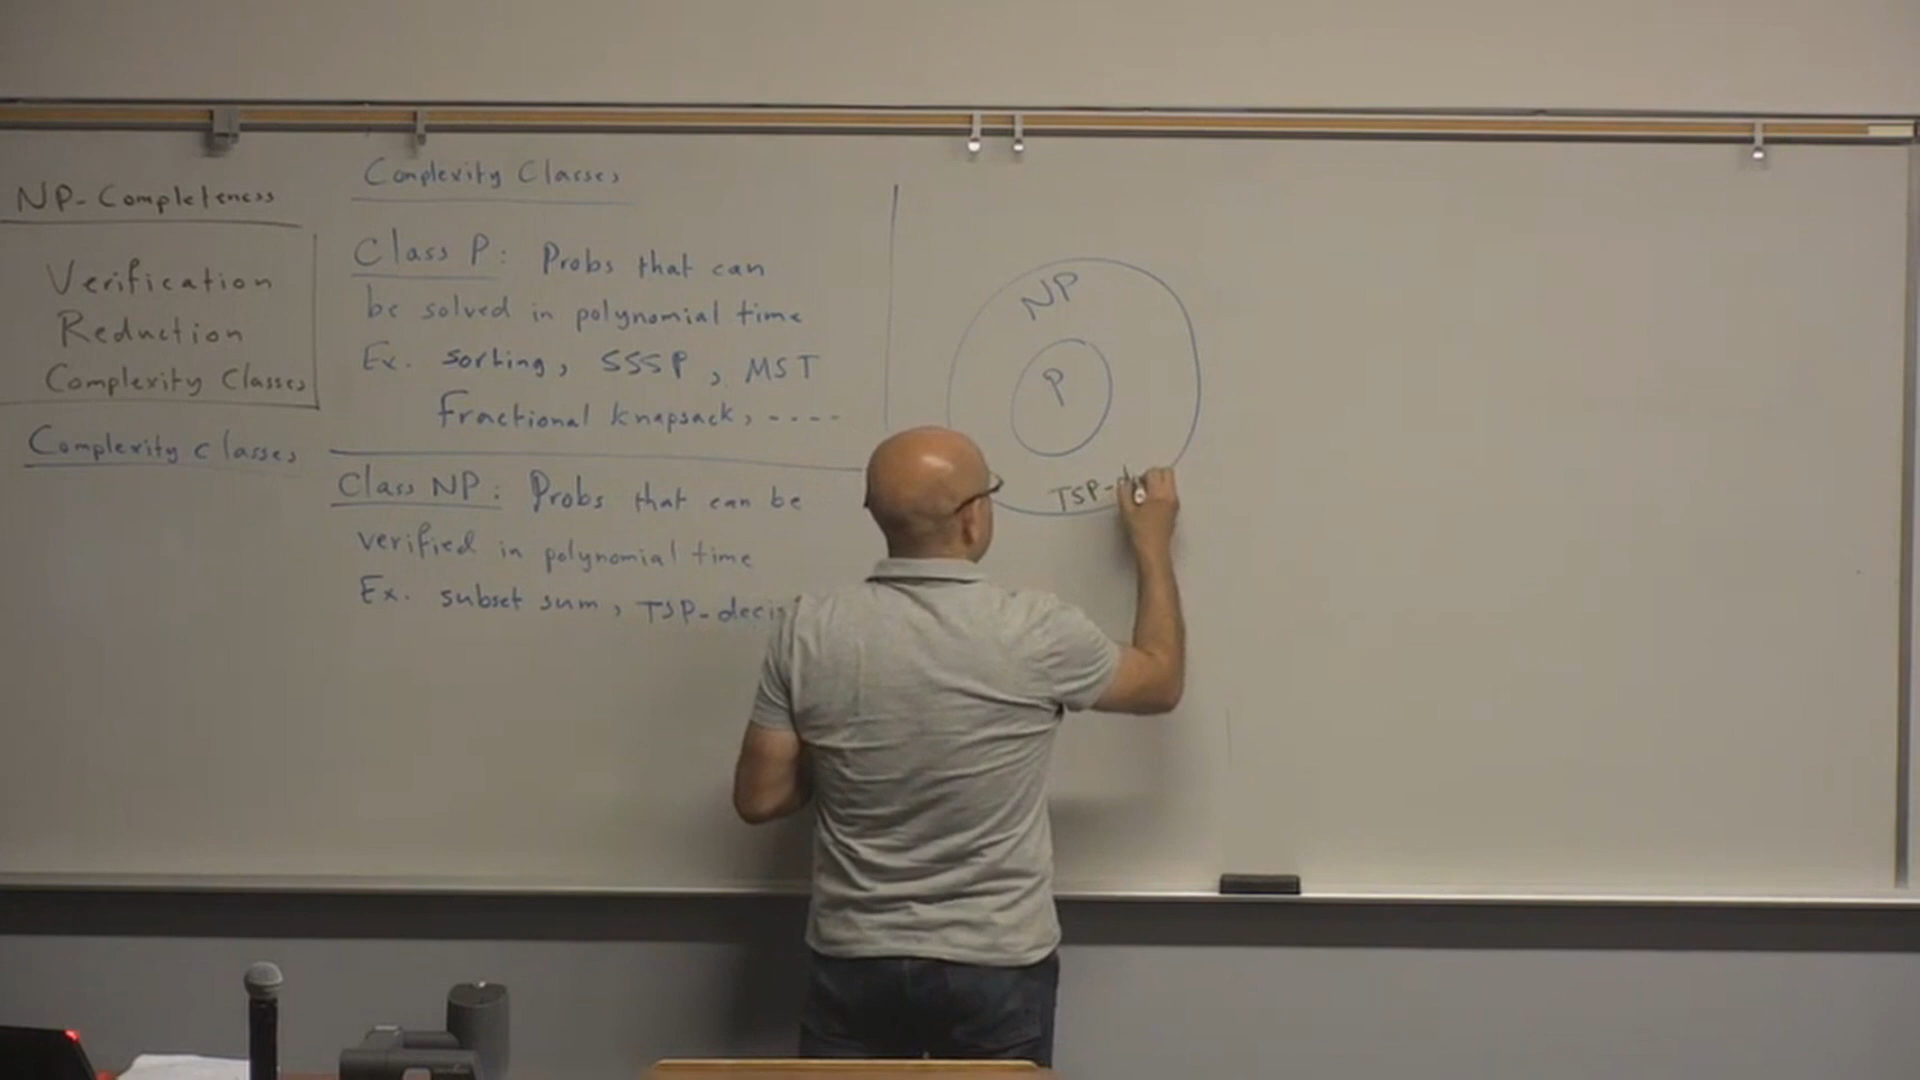 NP-Completeness
Verification
Reduction
Complexity Classes
Complexity classes
Complexity Classes
Class P: Probs that can
be solved in polynomial time
Ex. sorting, SSSP, MST
Fractional knapsack, ----
Class NP: Probs that can be
verified in polynomial time
Ex. subset sum, TSP-decis
NP
P
TSP-d